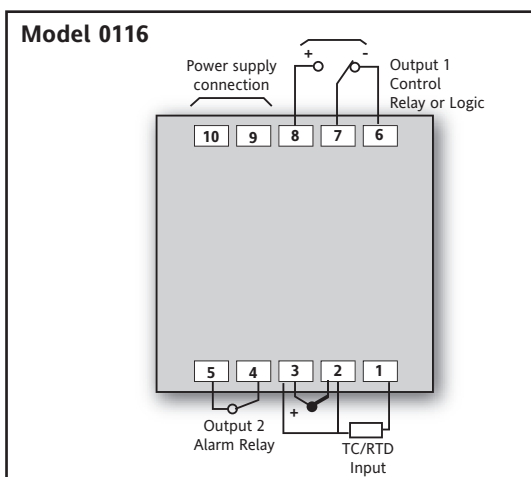 Model 0116
Power supply
connection
+ -
Output 1
Control
Relay or Logic
10 9 8 7 6
5 4 3 2 1
+
Output 2
Alarm Relay
TC/RTD
Input